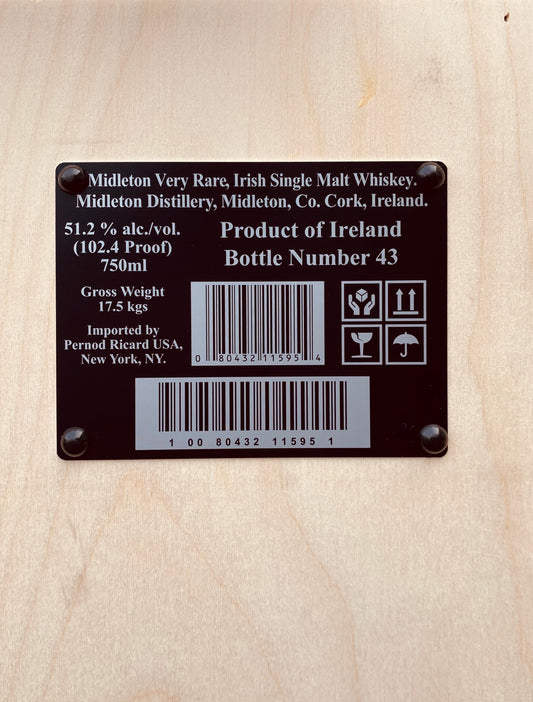 Midleton Very Rare, Irish Single Malt Whiskey.
Midleton Distillery, Midleton, Co. Cork, Ireland.
51.2 % alc./vol.
(102.4 Proof)
750ml
Product of Ireland
Bottle Number 43
Gross Weight
17.5 kgs
Imported by
Pernod Ricard USA,
New York, NY.
0 80432 11595 4
1 00 80432 11595 1